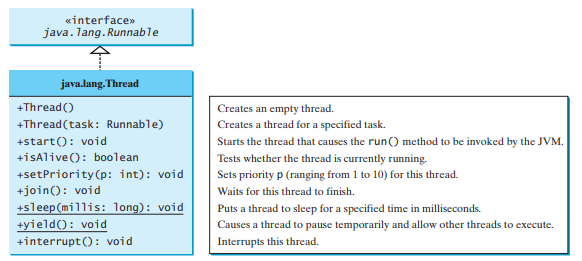 «interface»
java.lang.Runnable
java.lang.Thread
+Thread() Creates an empty thread.
+Thread(task: Runnable) Creates a thread for a specified task.
+start(): void Starts the thread that causes the run() method to be invoked by the JVM.
+isAlive(): boolean Tests whether the thread is currently running.
+setPriority(p: int): void Sets priority p (ranging from 1 to 10) for this thread.
+join(): void Waits for this thread to finish.
+sleep(millis: long): void Puts a thread to sleep for a specified time in milliseconds.
+yield(): void Causes a thread to pause temporarily and allow other threads to execute.
+interrupt(): void Interrupts this thread.